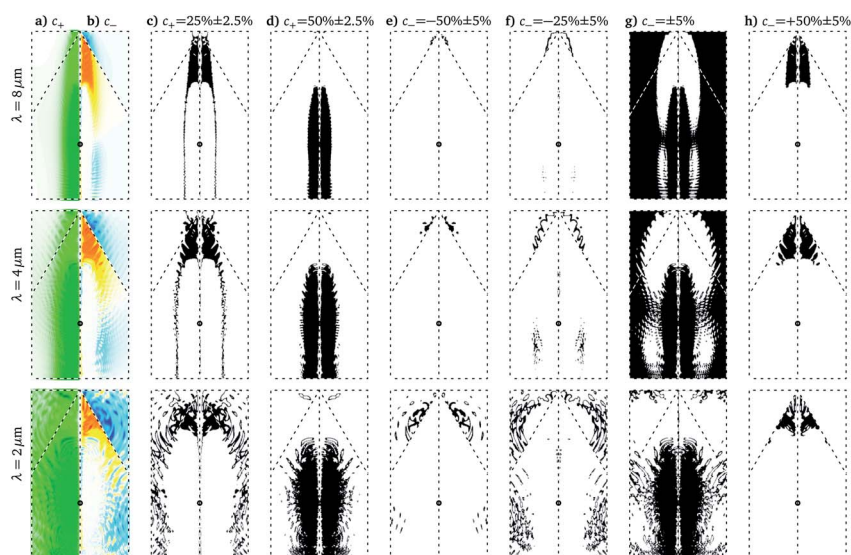 a) c₊ b) c₋ c) c₊=25%±2.5% d) c₊=50%±2.5% e) c₋=−50%±5% f) c₋=−25%±5% g) c₋=±5% h) c₋=+50%±5%
λ = 8 μm
λ = 4 μm
λ = 2 μm